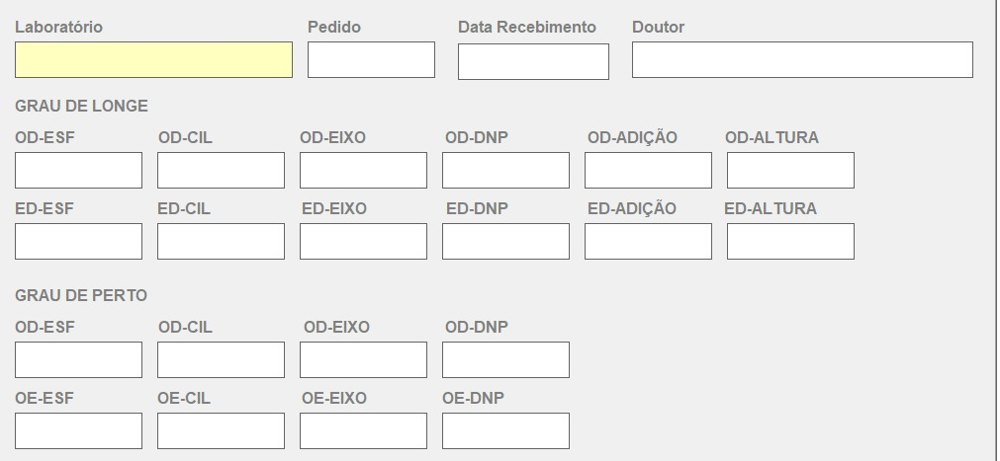 Laboratório Pedido Data Recebimento Doutor
GRAU DE LONGE
OD-ESF OD-CIL OD-EIXO OD-DNP OD-ADIÇÃO OD-ALTURA
ED-ESF ED-CIL ED-EIXO ED-DNP ED-ADIÇÃO ED-ALTURA
GRAU DE PERTO
OD-ESF OD-CIL OD-EIXO OD-DNP
OE-ESF OE-CIL OE-EIXO OE-DNP